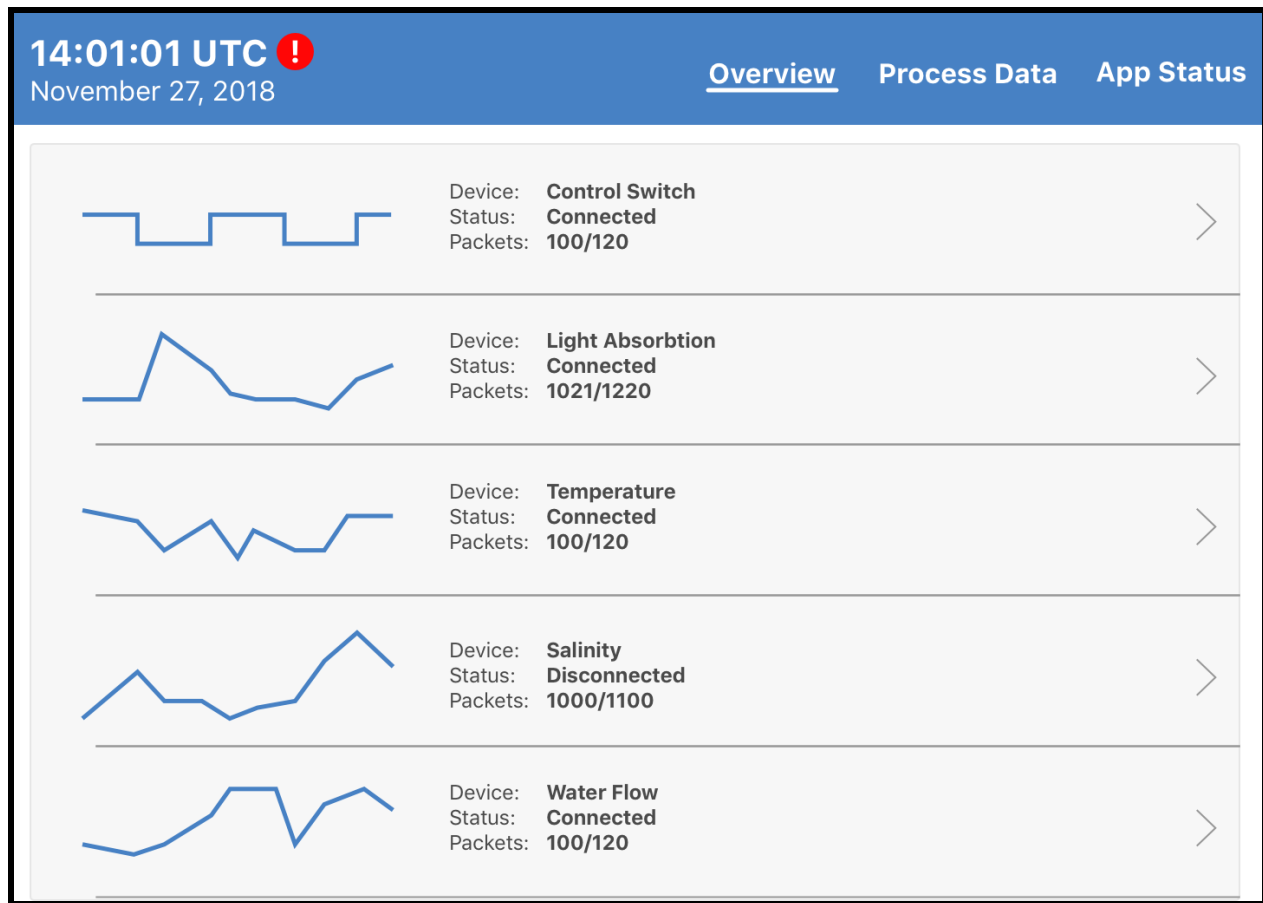 14:01:01 UTC !
November 27, 2018
Overview Process Data App Status
Device: Control Switch
Status: Connected
Packets: 100/120
Device: Light Absorbtion
Status: Connected
Packets: 1021/1220
Device: Temperature
Status: Connected
Packets: 100/120
Device: Salinity
Status: Disconnected
Packets: 1000/1100
Device: Water Flow
Status: Connected
Packets: 100/120